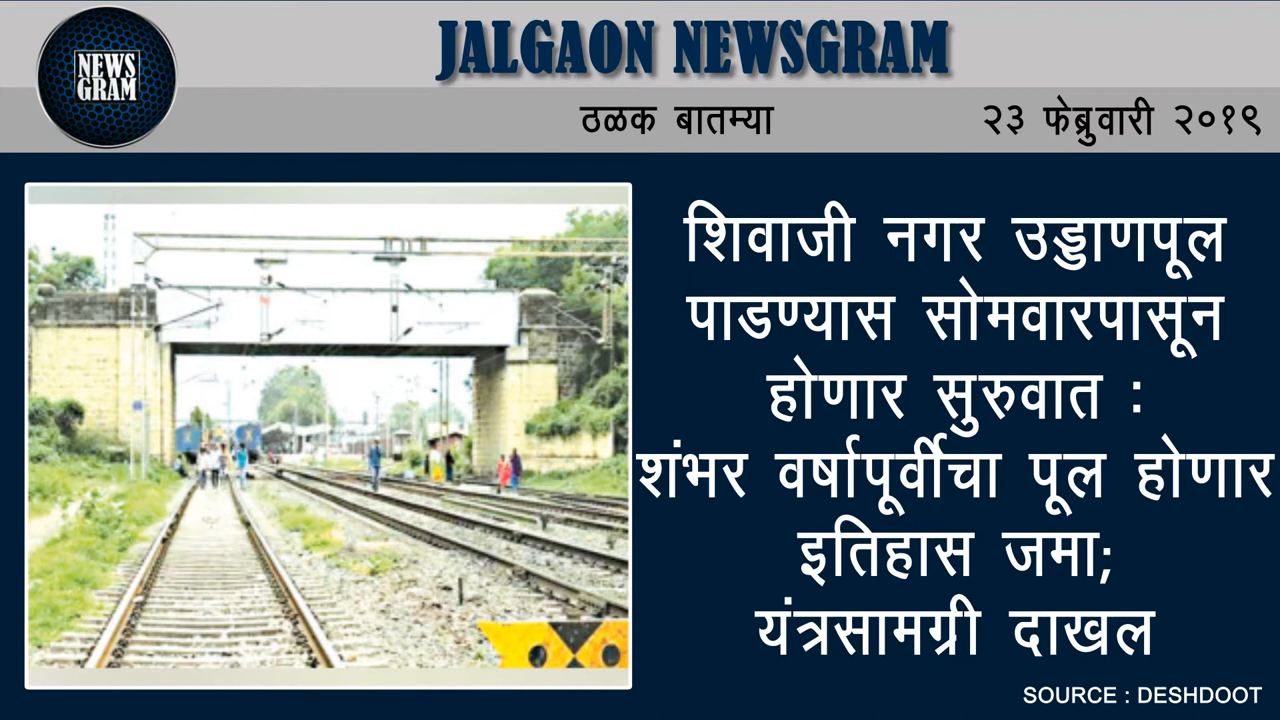 NEWS
GRAM
JALGAON NEWSGRAM
ठळक बातम्या
२३ फेब्रुवारी २०१९
शिवाजी नगर उड्डाणपूल
पाडण्यास सोमवारपासून
होणार सुरुवात :
शंभर वर्षापूर्वीचा पूल होणार
इतिहास जमा;
यंत्रसामग्री दाखल
SOURCE : DESHDOOT